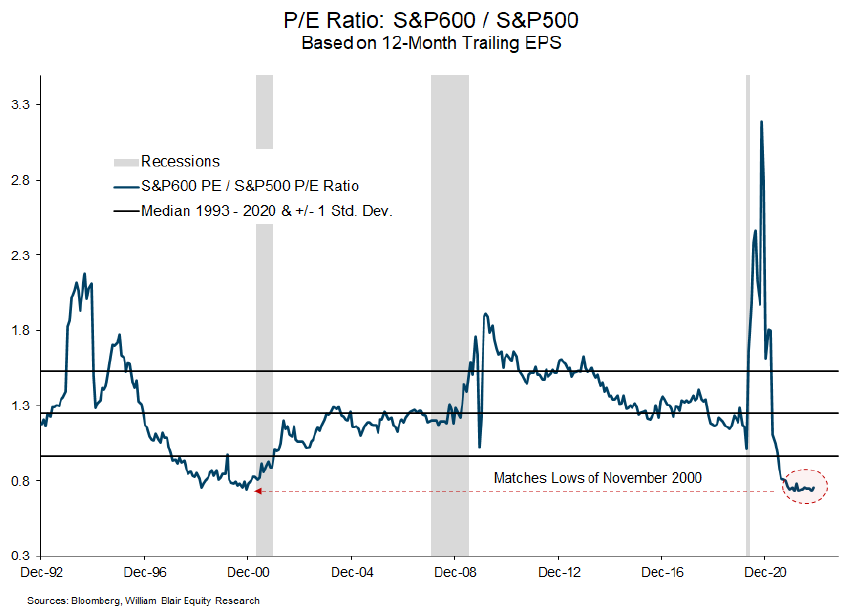 P/E Ratio: S&P600 / S&P500
Based on 12-Month Trailing EPS
3.3
2.8
2.3
1.8
1.3
0.8
0.3
Recessions
S&P600 PE / S&P500 P/E Ratio
Median 1993 - 2020 & +/- 1 Std. Dev.
Matches Lows of November 2000
Dec-92 Dec-96 Dec-00 Dec-04 Dec-08 Dec-12 Dec-16 Dec-20
Sources: Bloomberg, William Blair Equity Research